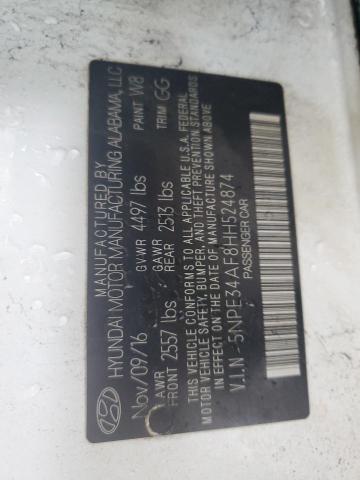 MANUFACTURED BY
HYUNDAI MOTOR MANUFACTURING ALABAMA, LLC
Nov/09/16 GVWR 4497 lbs PAINT W8
GAWR GAWR TRIM GG
FRONT 2557 lbs REAR 2513 lbs
THIS VEHICLE CONFORMS TO ALL APPLICABLE U.S.A. FEDERAL
MOTOR VEHICLE SAFETY, BUMPER, AND THEFT PREVENTION STANDARDS
IN EFFECT ON THE DATE OF MANUFACTURE SHOWN ABOVE
V.I.N - 5NPE34AF8HH524874
PASSENGER CAR